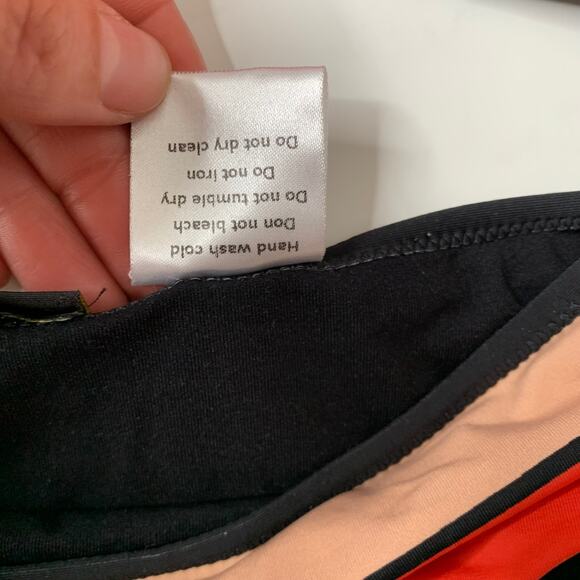 Hand wash cold
Don not bleach
Do not tumble dry
Do not iron
Do not dry clean